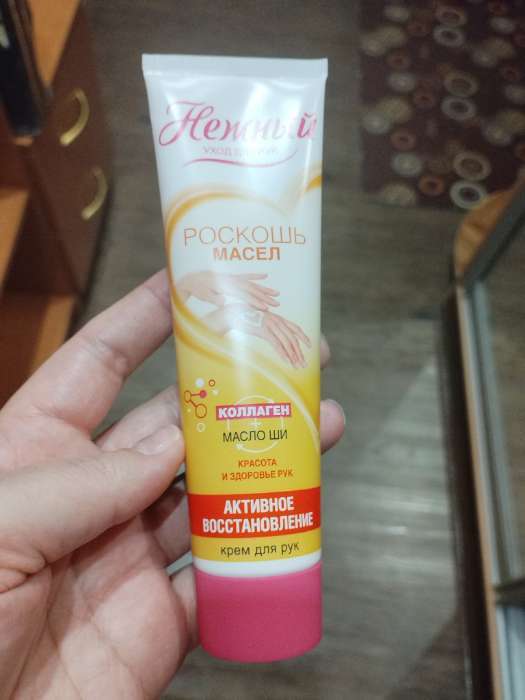 Нежный
УХОД ДЛЯ РУК
РОСКОШЬ
МАСЕЛ
КОЛЛАГЕН
+
МАСЛО ШИ
КРАСОТА
И ЗДОРОВЬЕ РУК
АКТИВНОЕ
ВОССТАНОВЛЕНИЕ
крем для рук